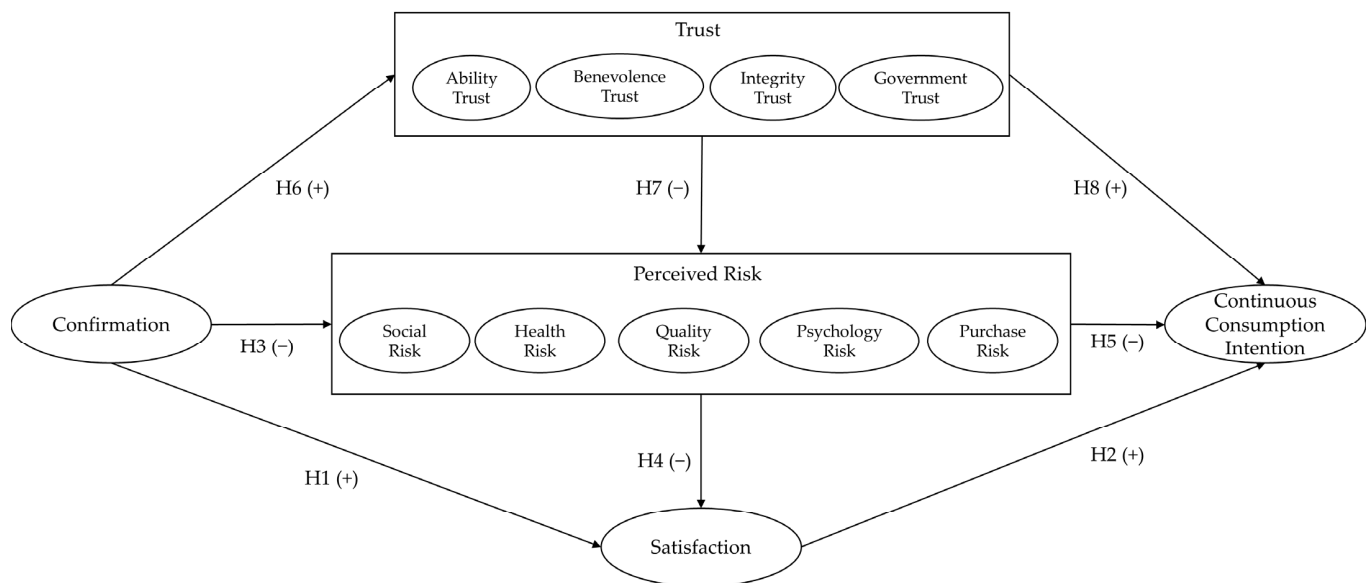 Trust
Ability
Trust
Benevolence
Trust
Integrity
Trust
Government
Trust
H6 (+)
H7 (−)
H8 (+)
Perceived Risk
Confirmation
H3 (−)
Social
Risk
Health
Risk
Quality
Risk
Psychology
Risk
Purchase
Risk
H5 (−)
Continuous
Consumption
Intention
H1 (+)
H4 (−)
H2 (+)
Satisfaction